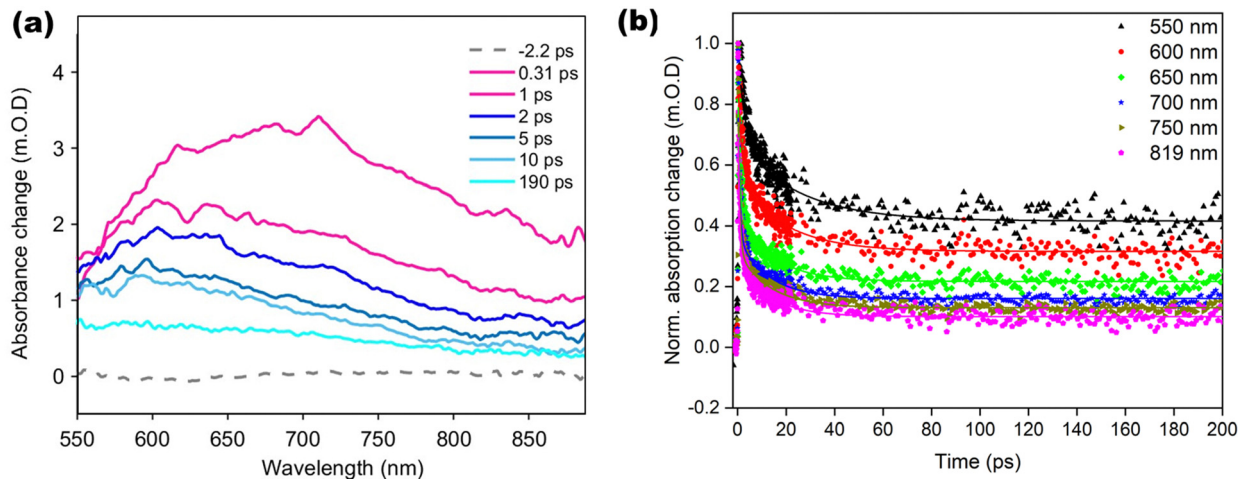 (a)
Absorbance change (m.O.D)
4
3
2
1
0
550 600 650 700 750 800 850
Wavelength (nm)
-2.2 ps
0.31 ps
1 ps
2 ps
5 ps
10 ps
190 ps
(b)
Norm. absorption change (m.O.D)
1.0
0.8
0.6
0.4
0.2
0.0
-0.2
0 20 40 60 80 100 120 140 160 180 200
Time (ps)
550 nm
600 nm
650 nm
700 nm
750 nm
819 nm